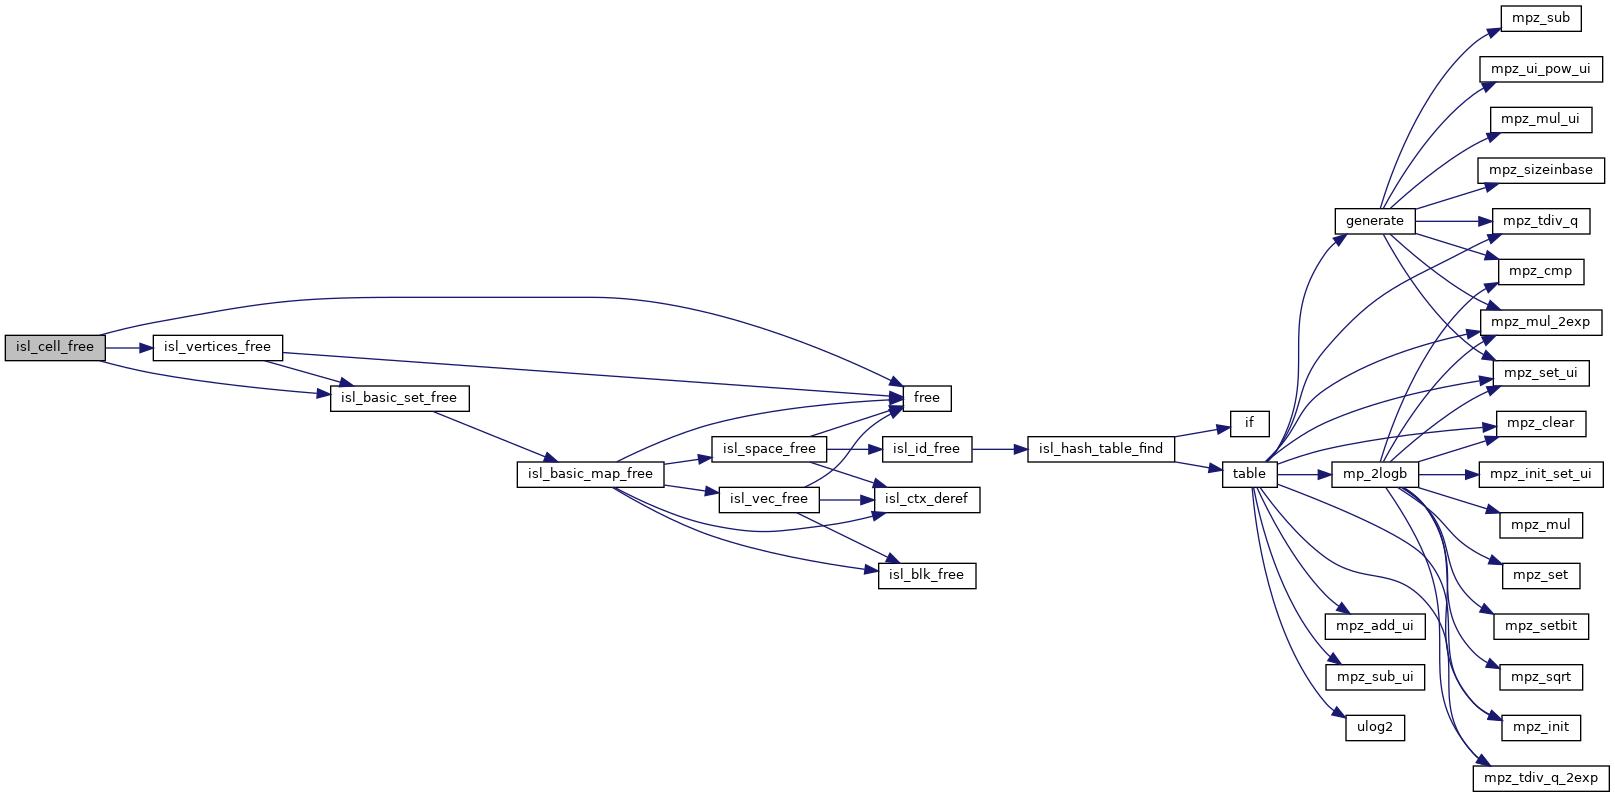 isl_cell_free
isl_vertices_free
isl_basic_set_free
isl_basic_map_free
free
isl_space_free
isl_vec_free
isl_id_free
isl_ctx_deref
isl_blk_free
isl_hash_table_find
if
table
generate
mp_2logb
mpz_add_ui
mpz_sub_ui
ulog2
mpz_sub
mpz_ui_pow_ui
mpz_mul_ui
mpz_sizeinbase
mpz_tdiv_q
mpz_cmp
mpz_mul_2exp
mpz_set_ui
mpz_clear
mpz_init_set_ui
mpz_mul
mpz_set
mpz_setbit
mpz_sqrt
mpz_init
mpz_tdiv_q_2exp